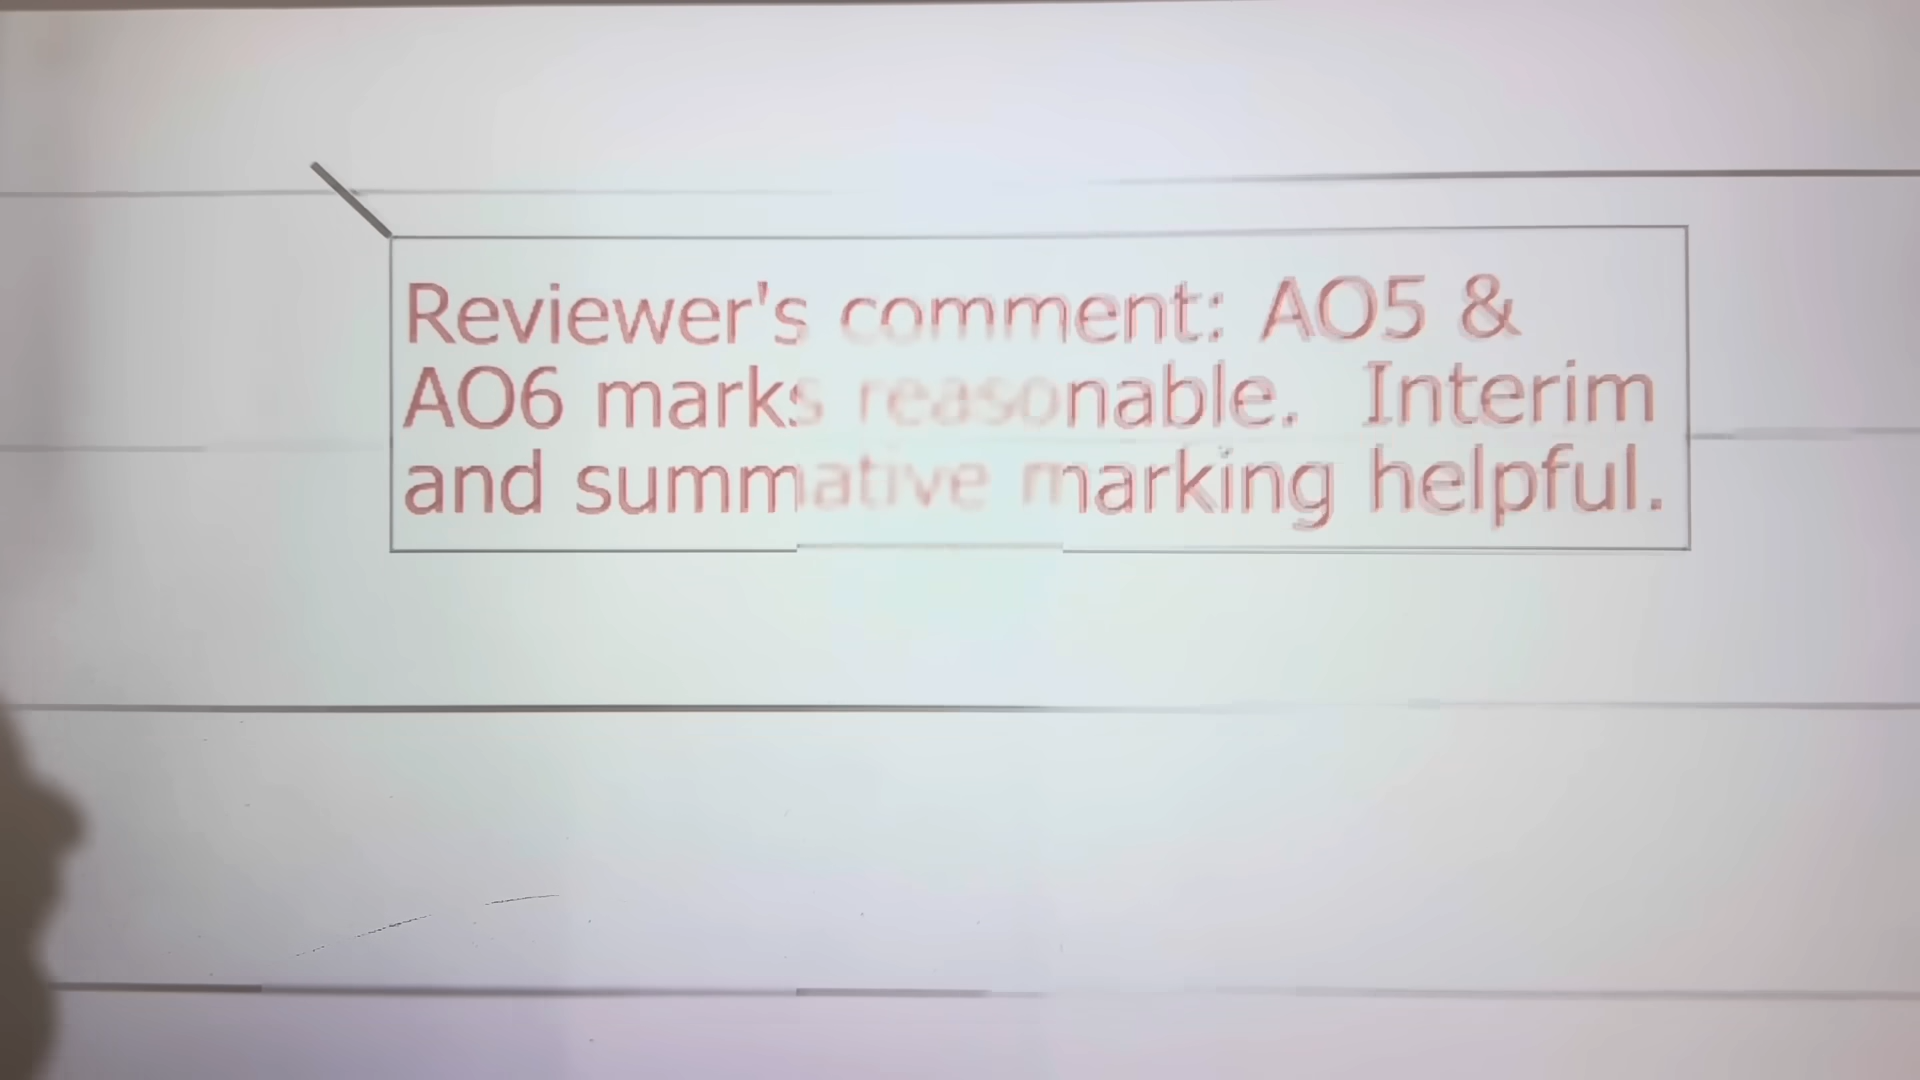 Reviewer's comment: AO5 &
AO6 marks reasonable.  Interim
and summative marking helpful.